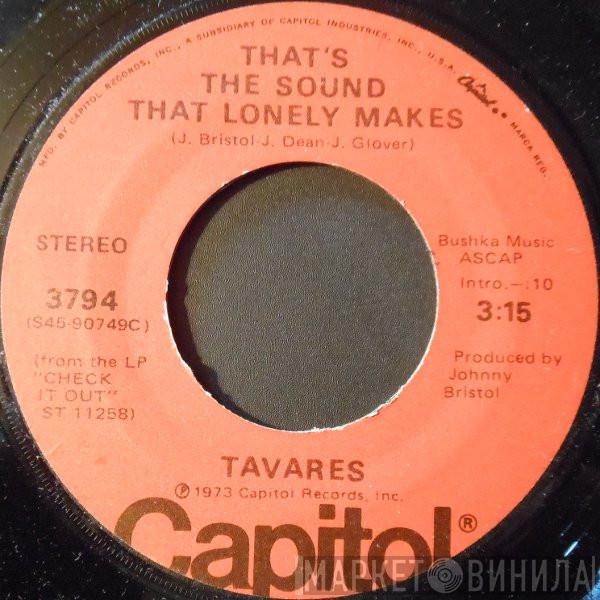 MFD. BY CAPITOL RECORDS, INC., A SUBSIDIARY OF CAPITOL INDUSTRIES, INC., U.S.A.
Capitol
MARCA REG.
THAT'S
THE SOUND
THAT LONELY MAKES
(J. Bristol-J. Dean-J. Glover)
STEREO
3794
(S45-90749C)
(from the LP
"CHECK
IT OUT"
ST 11258)
Bushka Music
ASCAP
Intro.-:10
3:15
Produced by
Johnny
Bristol
TAVARES
℗ 1973 Capitol Records, Inc.
Capitol®
МАРКЕТ ВИНИЛА